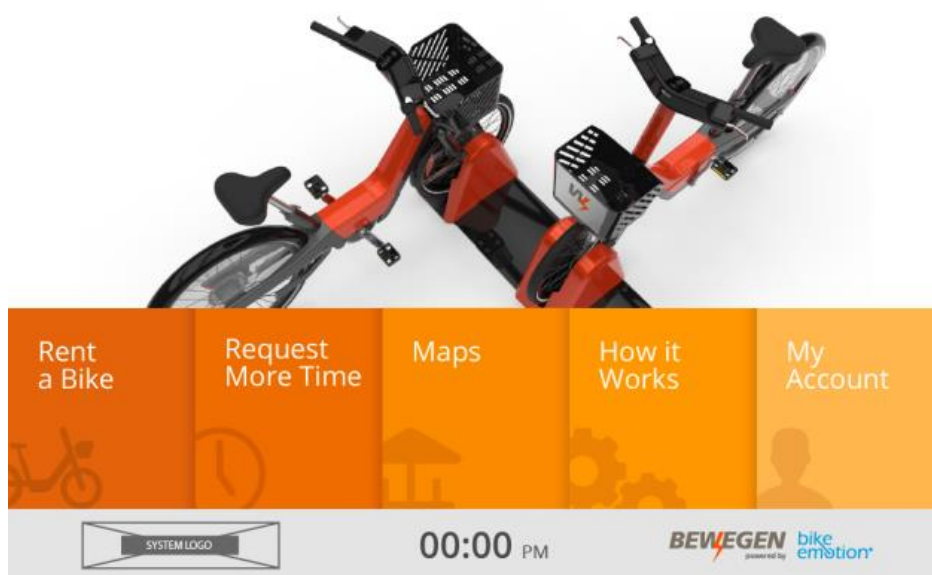 Rent
a Bike
Request
More Time
Maps
How it
Works
My
Account
SYSTEM LOGO
00:00 PM
BEWEGEN
powered by
bike
emotion